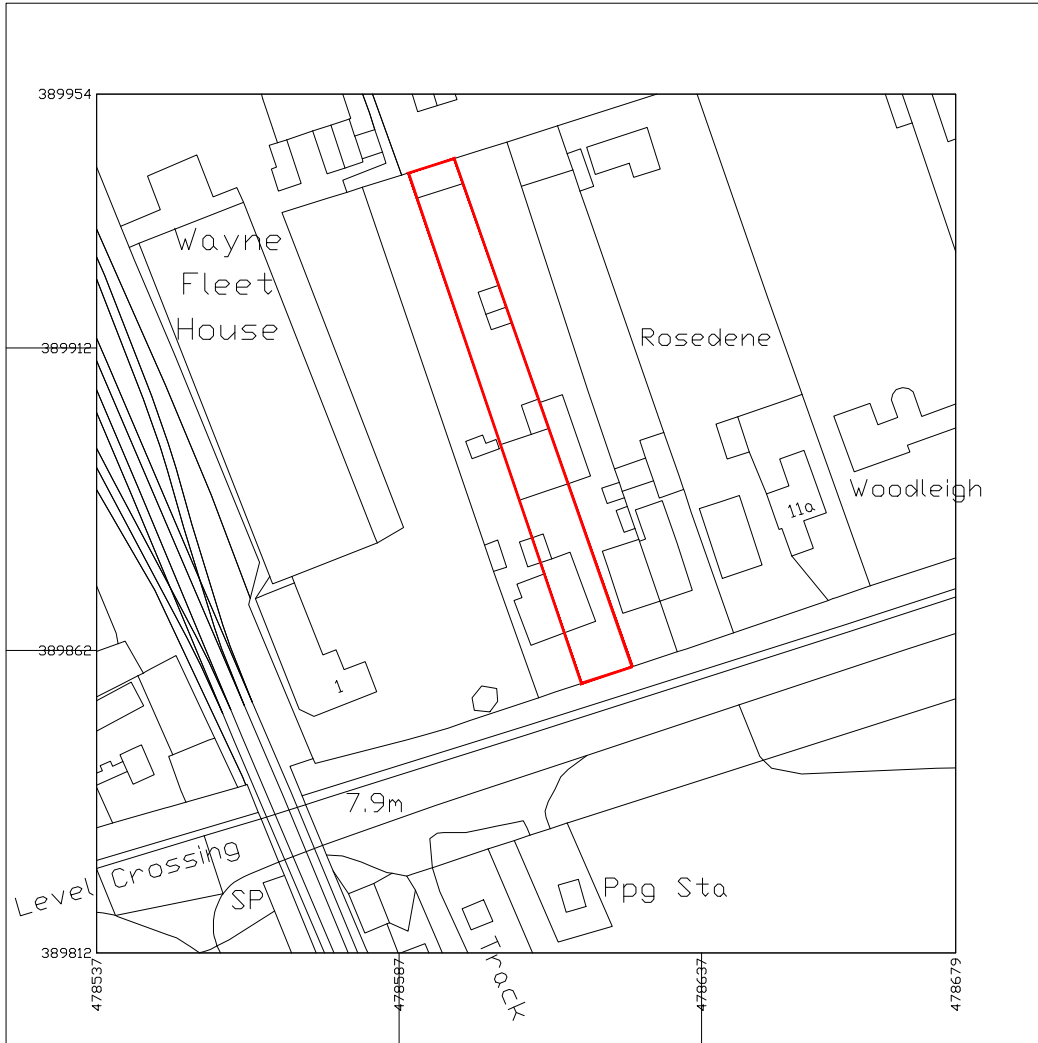 389954
Wayne
Fleet
House
Rosedene
389912
Woodleigh
11a
389862
1
7.9m
Level Crossing
SP
Ppg Sta
Track
389812
478537
478587
478637
478679